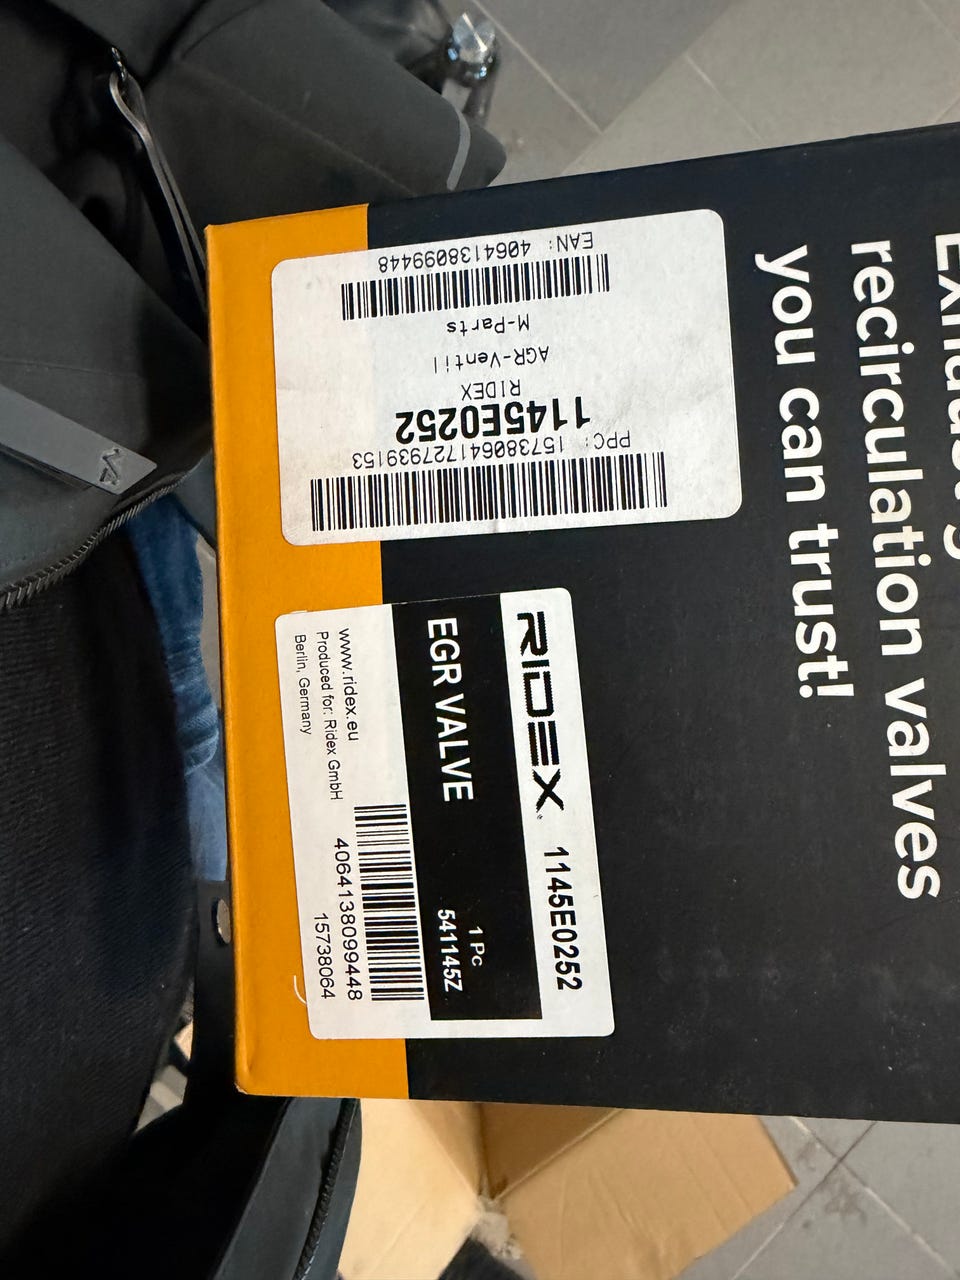 EAN: 4064138099448
M-Parts
AGR-Ventil
RIDEX
1145E0252
PPC: 157380641727939153
recirculation valves
you can trust!
RIDEX 1145E0252
EGR VALVE
1 Pc
541145Z
www.ridex.eu
Produced for: Ridex GmbH
Berlin, Germany
4064138099448
15738064